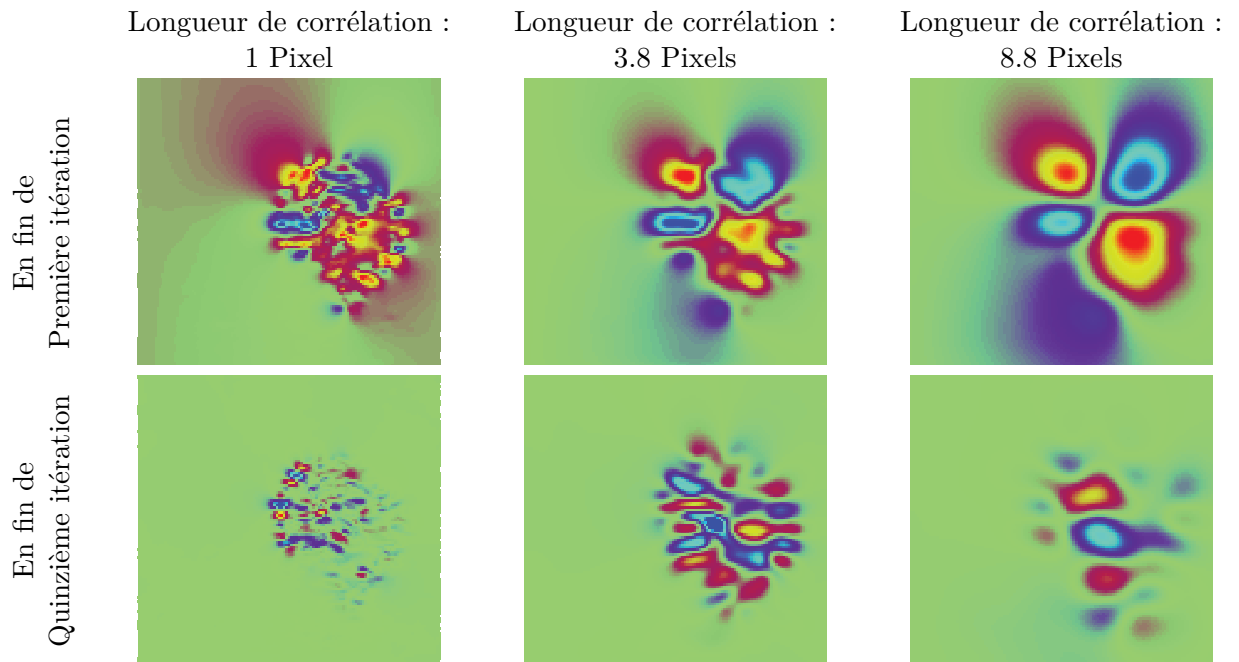 Longueur de corrélation :
1 Pixel
Longueur de corrélation :
3.8 Pixels
Longueur de corrélation :
8.8 Pixels
En fin de
Première itération
En fin de
Quinzième itération